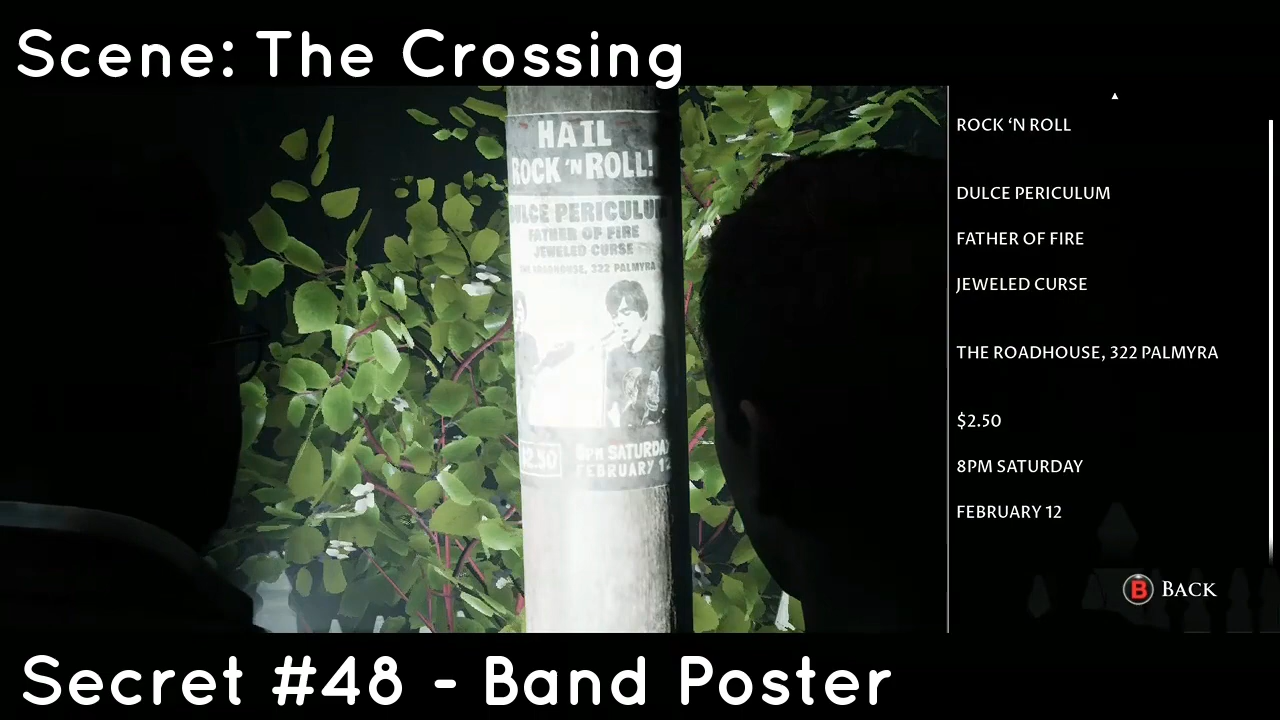 Scene: The Crossing
HAIL
ROCK 'N ROLL!
DULCE PERICULUM
FATHER OF FIRE
JEWELED CURSE
THE ROADHOUSE, 322 PALMYRA
$2.50
8PM SATURDAY
FEBRUARY 12
ROCK ‘N ROLL
DULCE PERICULUM
FATHER OF FIRE
JEWELED CURSE
THE ROADHOUSE, 322 PALMYRA
$2.50
8PM SATURDAY
FEBRUARY 12
B BACK
Secret #48 - Band Poster